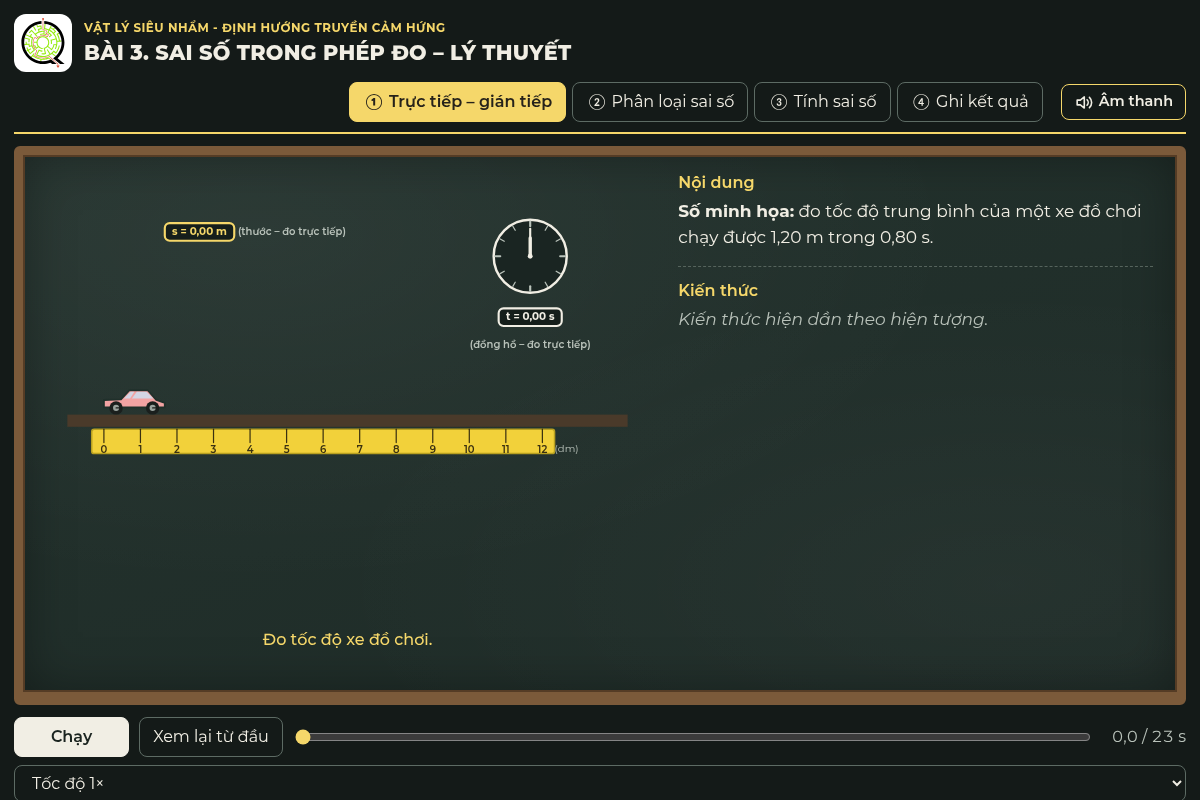 VẬT LÝ SIÊU NHẨM - ĐỊNH HƯỚNG TRUYỀN CẢM HỨNG
BÀI 3. SAI SỐ TRONG PHÉP ĐO – LÝ THUYẾT
① Trực tiếp – gián tiếp
② Phân loại sai số
③ Tính sai số
④ Ghi kết quả
Âm thanh
s = 0,00 m (thước – đo trực tiếp)
t = 0,00 s
(đồng hồ – đo trực tiếp)
0 1 2 3 4 5 6 7 8 9 10 11 12 (dm)
Đo tốc độ xe đồ chơi.
Nội dung
Số minh họa: đo tốc độ trung bình của một xe đồ chơi
chạy được 1,20 m trong 0,80 s.
Kiến thức
Kiến thức hiện dần theo hiện tượng.
Chạy
Xem lại từ đầu
0,0 / 23 s
Tốc độ 1×